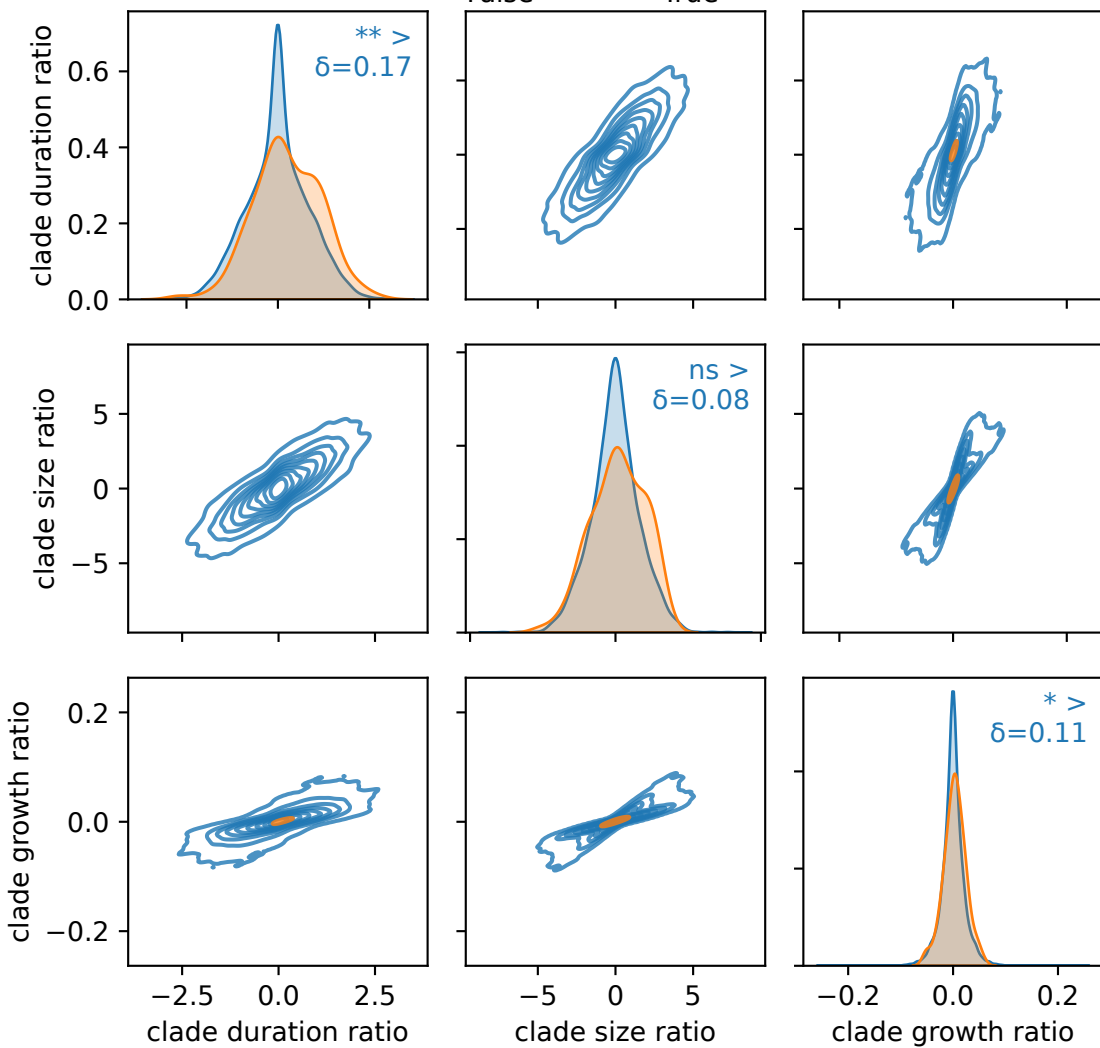 ** >
δ=0.17
clade duration ratio
0.6
0.4
0.2
0.0
ns >
δ=0.08
clade size ratio
5
0
−5
* >
δ=0.11
clade growth ratio
0.2
0.0
−0.2
−2.5 0.0 2.5
−5 0 5
−0.2 0.0 0.2
clade duration ratio
clade size ratio
clade growth ratio